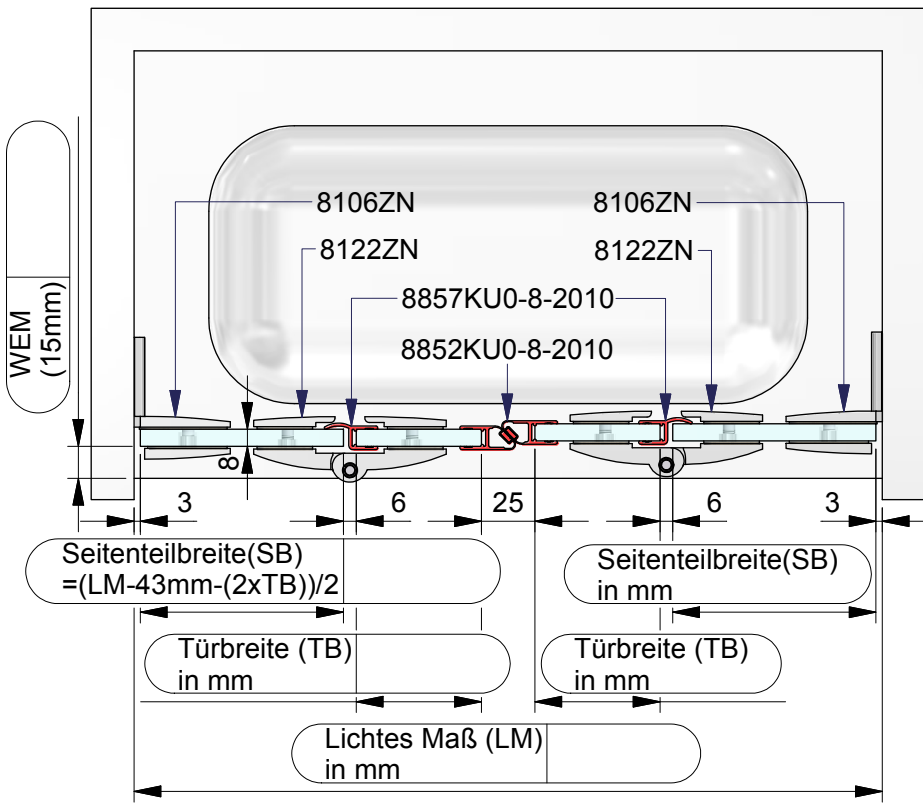 8106ZN
8106ZN
8122ZN
8122ZN
8857KU0-8-2010
8852KU0-8-2010
WEM
(15mm)
8
3
6
25
6
3
Seitenteilbreite(SB)
=(LM-43mm-(2xTB))/2
Seitenteilbreite(SB)
in mm
Türbreite (TB)
in mm
Türbreite (TB)
in mm
Lichtes Maß (LM)
in mm